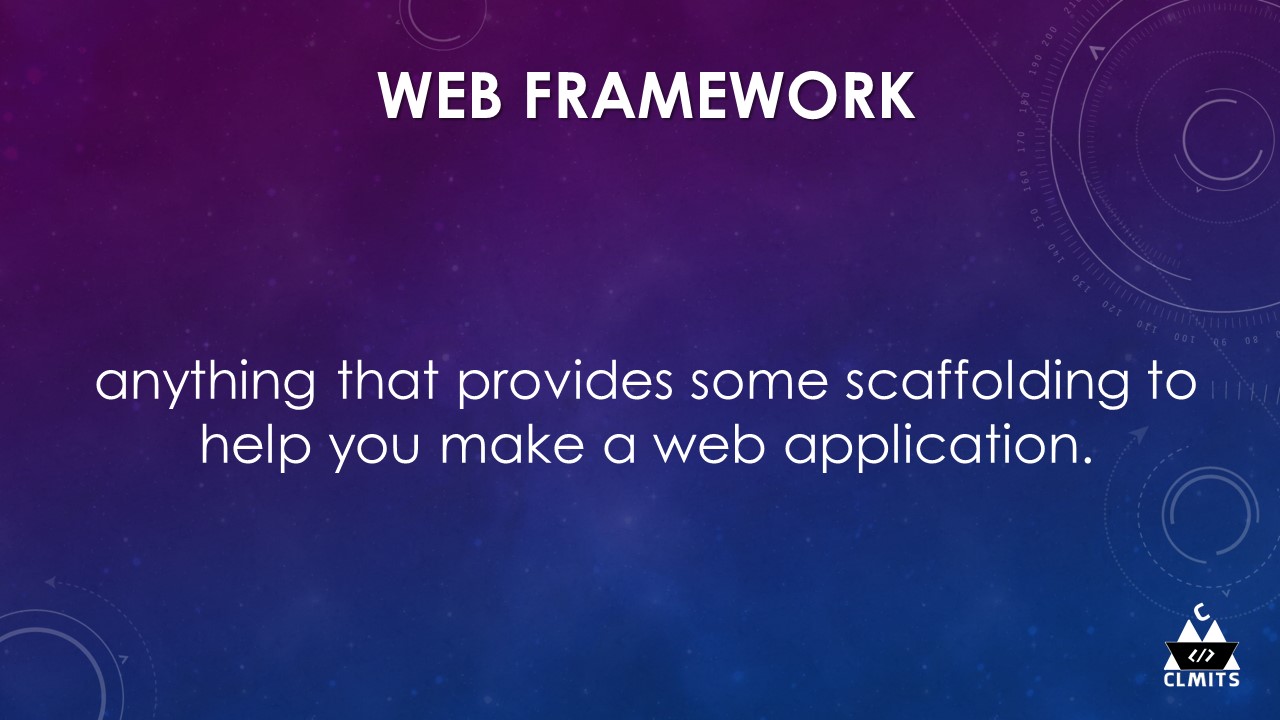 WEB FRAMEWORK
anything that provides some scaffolding to
help you make a web application.
C
</>
CLMITS